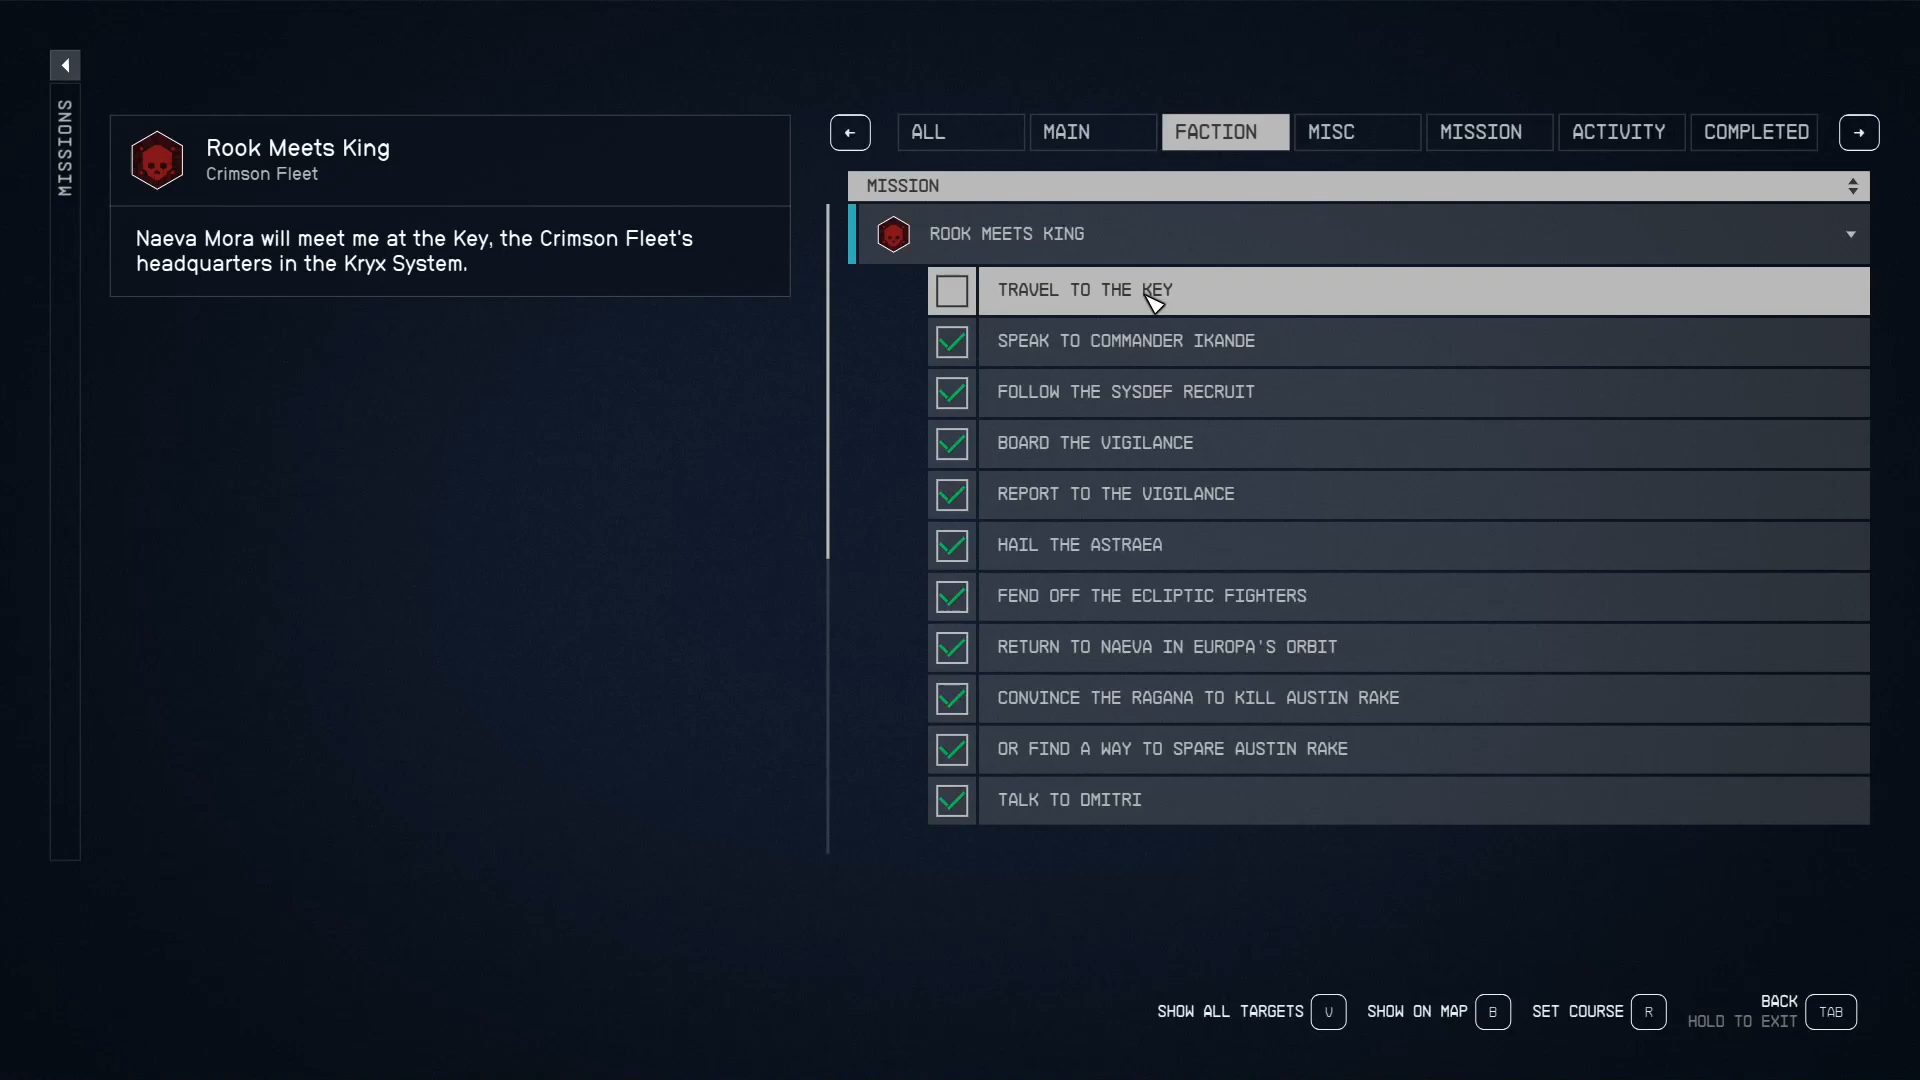 MISSIONS
Rook Meets King
Crimson Fleet
Naeva Mora will meet me at the Key, the Crimson Fleet's
headquarters in the Kryx System.
ALL
MAIN
FACTION
MISC
MISSION
ACTIVITY
COMPLETED
MISSION
ROOK MEETS KING
TRAVEL TO THE KEY
SPEAK TO COMMANDER IKANDE
FOLLOW THE SYSDEF RECRUIT
BOARD THE VIGILANCE
REPORT TO THE VIGILANCE
HAIL THE ASTRAEA
FEND OFF THE ECLIPTIC FIGHTERS
RETURN TO NAEVA IN EUROPA'S ORBIT
CONVINCE THE RAGANA TO KILL AUSTIN RAKE
OR FIND A WAY TO SPARE AUSTIN RAKE
TALK TO DMITRI
SHOW ALL TARGETS V
SHOW ON MAP B
SET COURSE R
BACK
HOLD TO EXIT
TAB